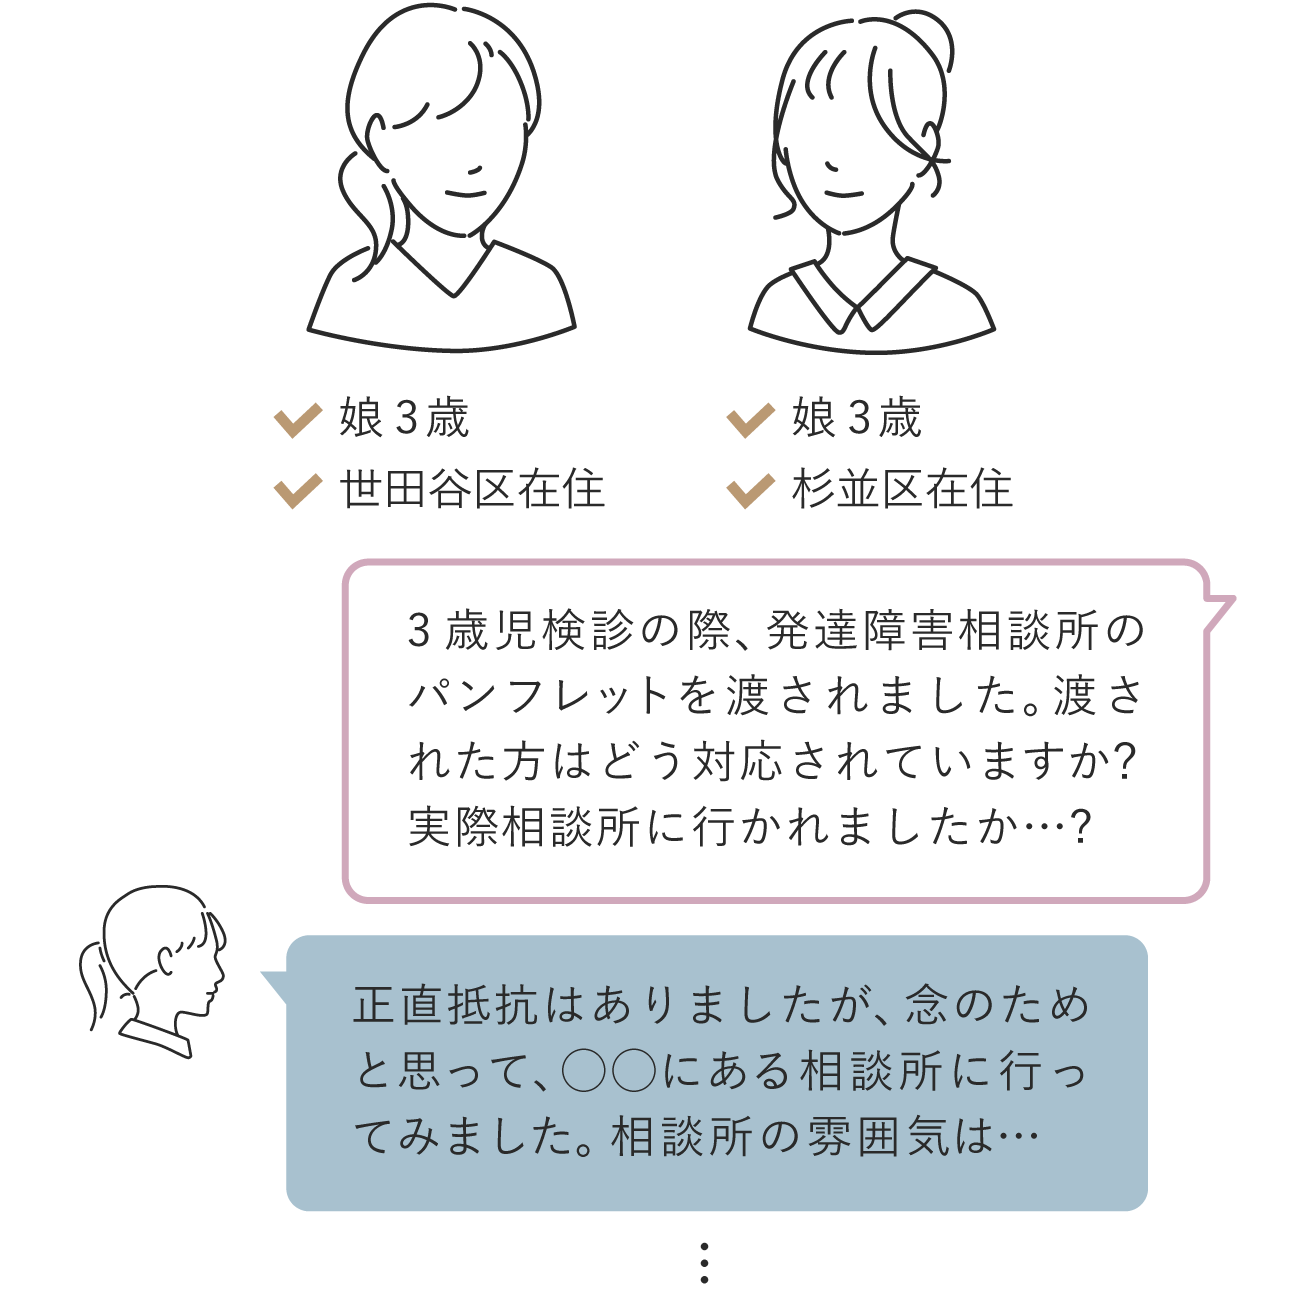 娘3歳
世田谷区在住
娘3歳
杉並区在住
3歳児検診の際、発達障害相談所の
パンフレットを渡されました。渡さ
れた方はどう対応されていますか?
実際相談所に行かれましたか…?
正直抵抗はありましたが、念のため
と思って、◯◯にある相談所に行っ
てみました。相談所の雰囲気は…
⋮